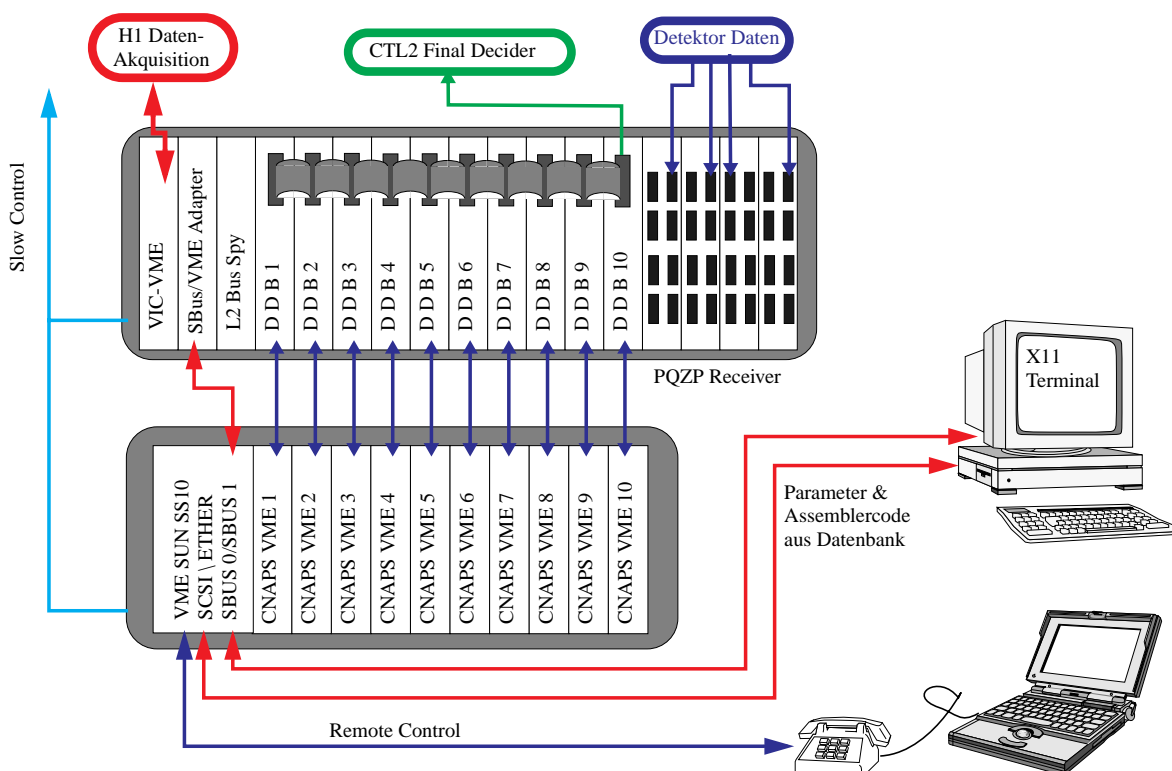 H1 Daten-
Akquisition
CTL2 Final Decider
Detektor Daten
Slow Control
VIC-VME
SBus/VME Adapter
L2 Bus Spy
D D B 1
D D B 2
D D B 3
D D B 4
D D B 5
D D B 6
D D B 7
D D B 8
D D B 9
D D B 10
PQZP Receiver
X11
Terminal
VME SUN SS10
SCSI \ ETHER
SBUS 0/SBUS 1
CNAPS VME 1
CNAPS VME 2
CNAPS VME 3
CNAPS VME 4
CNAPS VME 5
CNAPS VME 6
CNAPS VME 7
CNAPS VME 8
CNAPS VME 9
CNAPS VME 10
Parameter &
Assemblercode
aus Datenbank
Remote Control